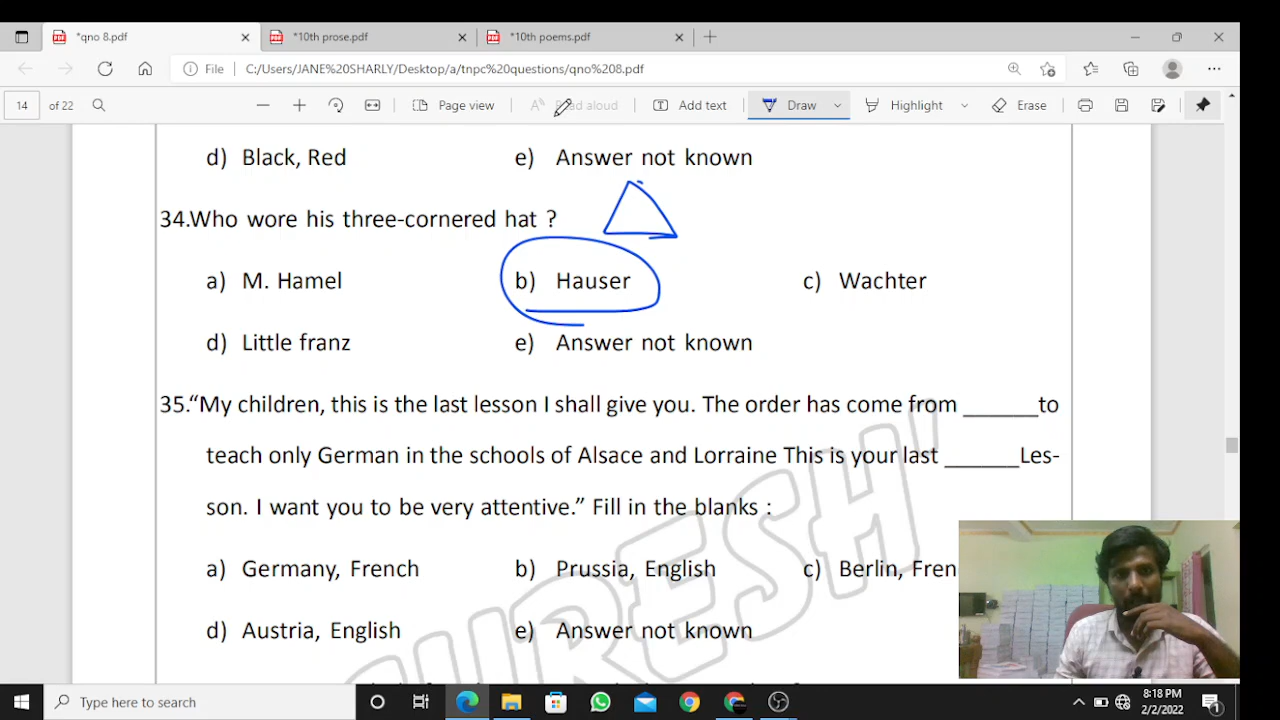 *qno 8.pdf
*10th prose.pdf
*10th poems.pdf
File C:/Users/JANE%20SHARLY/Desktop/a/tnpc%20questions/qno%208.pdf
14 of 22 Page view Read aloud Add text Draw Highlight Erase
d) Black, Red e) Answer not known
34.Who wore his three-cornered hat ?
a) M. Hamel b) Hauser c) Wachter
d) Little franz e) Answer not known
35.“My children, this is the last lesson I shall give you. The order has come from ______to
teach only German in the schools of Alsace and Lorraine This is your last ______Les-
son. I want you to be very attentive.” Fill in the blanks :
a) Germany, French b) Prussia, English c) Berlin, Fren
d) Austria, English e) Answer not known
SURESH'
Type here to search
8:18 PM
2/2/2022